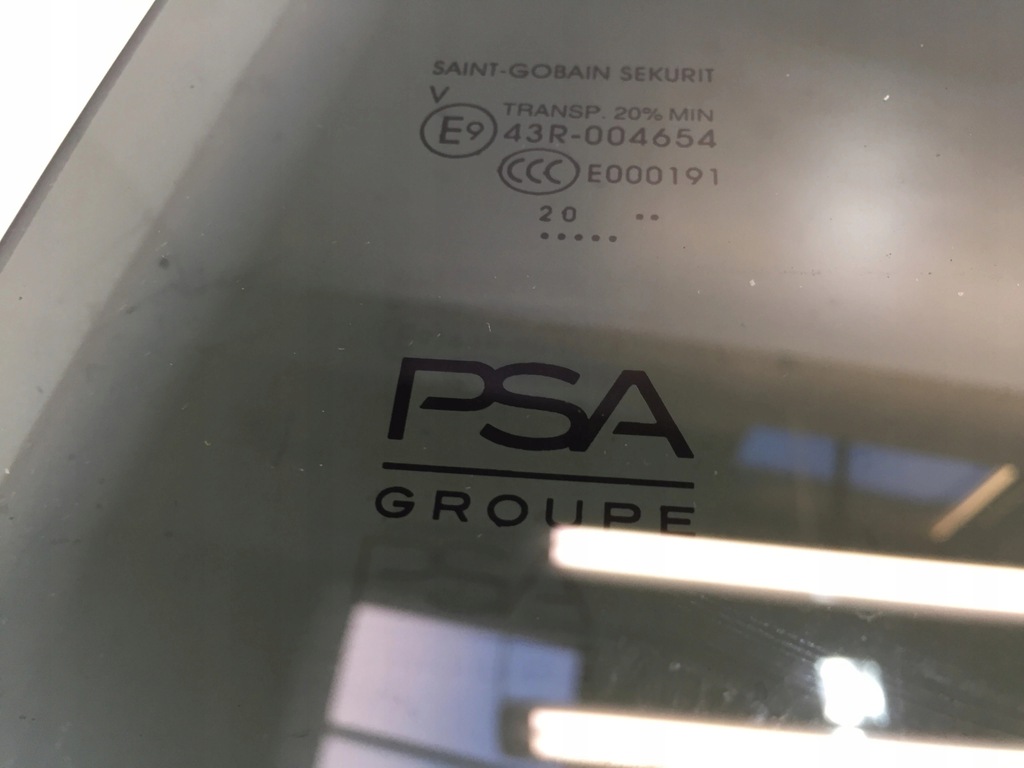 SAINT-GOBAIN SEKURIT
V
TRANSP. 20% MIN
E9 43R-004654
CCC E000191
20 ..
.....
PSA
GROUPE